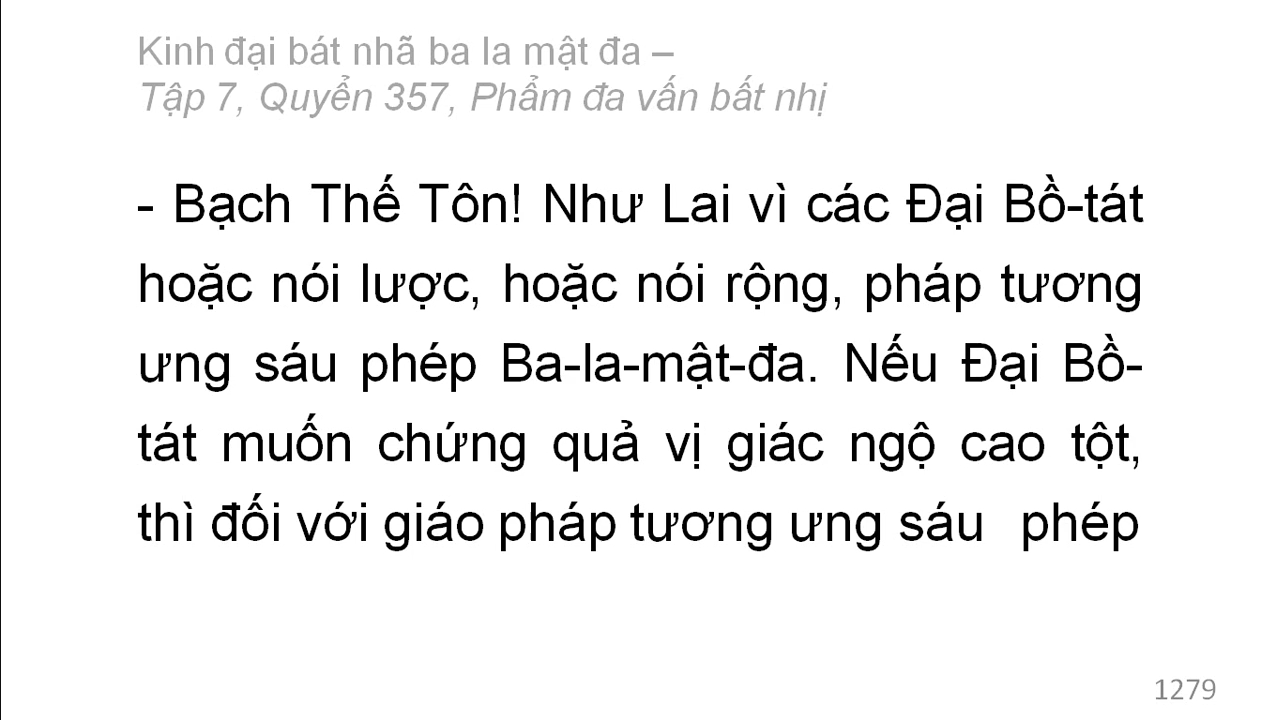 Kinh đại bát nhã ba la mật đa –
Tập 7, Quyển 357, Phẩm đa vấn bất nhị
- Bạch Thế Tôn! Như Lai vì các Đại Bồ-tát
hoặc nói lược, hoặc nói rộng, pháp tương
ưng sáu phép Ba-la-mật-đa. Nếu Đại Bồ-
tát muốn chứng quả vị giác ngộ cao tột,
thì đối với giáo pháp tương ưng sáu phép
1279